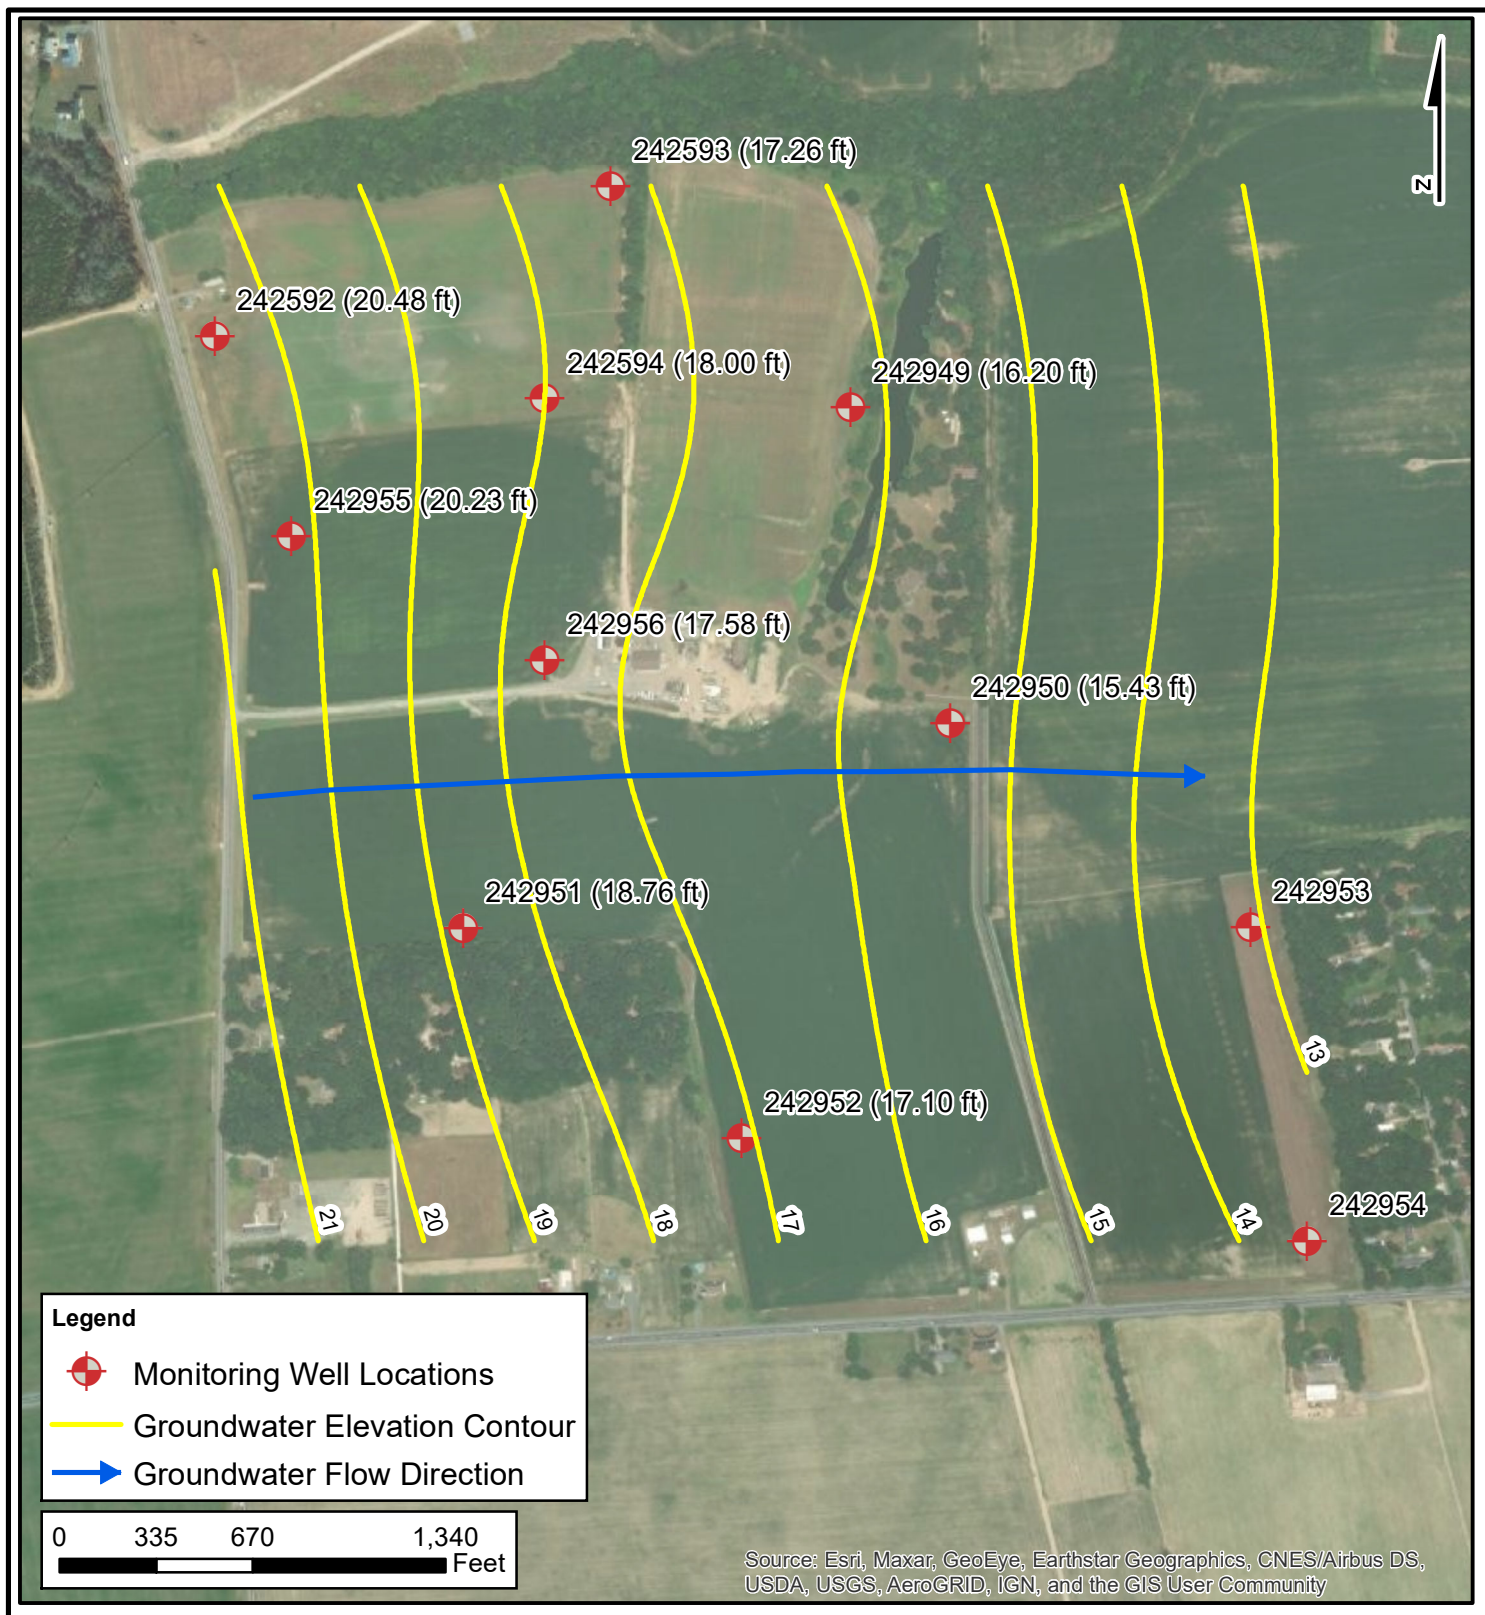 242593 (17.26 ft)
N
242592 (20.48 ft)
242594 (18.00 ft)
242949 (16.20 ft)
242955 (20.23 ft)
242956 (17.58 ft)
242950 (15.43 ft)
242951 (18.76 ft)
242953
13
242952 (17.10 ft)
242954
21
20
19
18
17
16
15
14
Legend
Monitoring Well Locations
Groundwater Elevation Contour
Groundwater Flow Direction
0 335 670 1,340
Feet
Source: Esri, Maxar, GeoEye, Earthstar Geographics, CNES/Airbus DS,
USDA, USGS, AeroGRID, IGN, and the GIS User Community